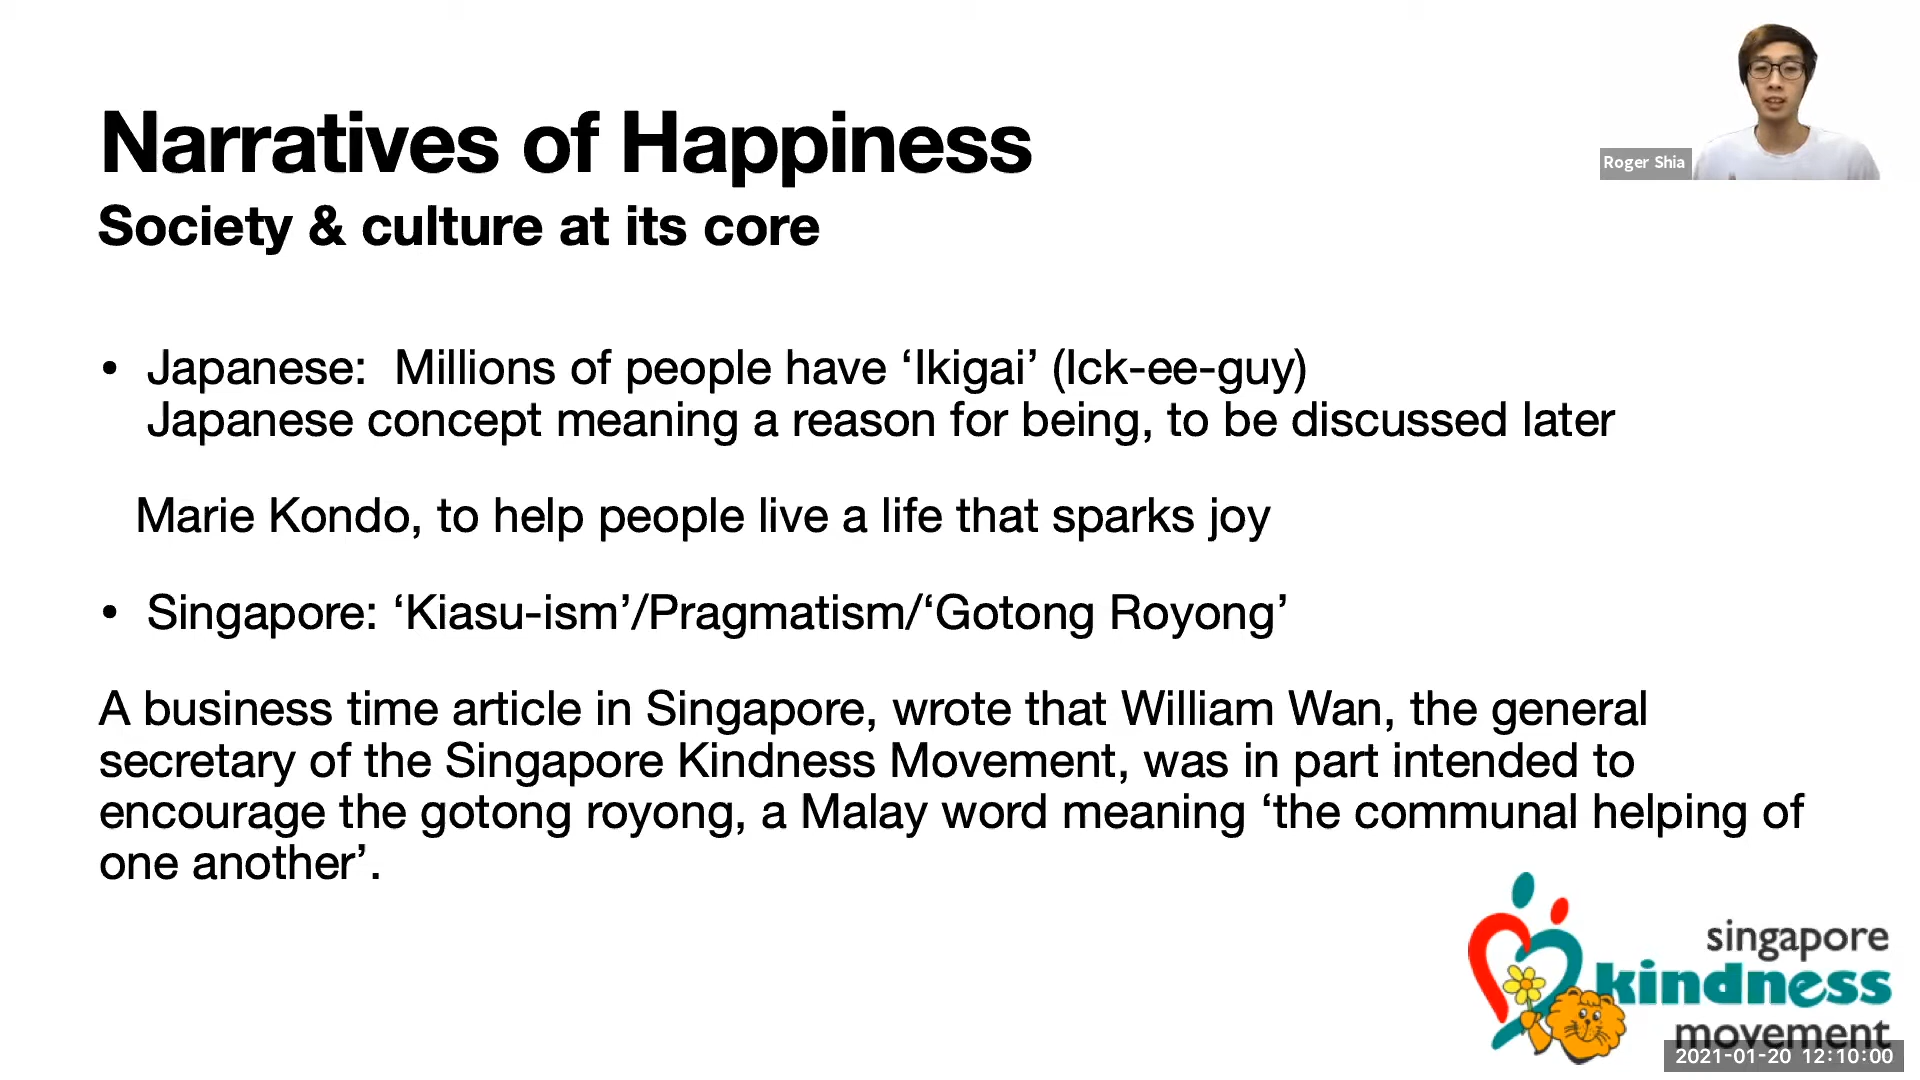 Narratives of Happiness
Society & culture at its core
Roger Shia
• Japanese:  Millions of people have ‘Ikigai’ (Ick-ee-guy)
Japanese concept meaning a reason for being, to be discussed later
Marie Kondo, to help people live a life that sparks joy
• Singapore: ‘Kiasu-ism’/Pragmatism/‘Gotong Royong’
A business time article in Singapore, wrote that William Wan, the general
secretary of the Singapore Kindness Movement, was in part intended to
encourage the gotong royong, a Malay word meaning ‘the communal helping of
one another’.
singapore
kindness
movement
2021-01-20 12:10:00